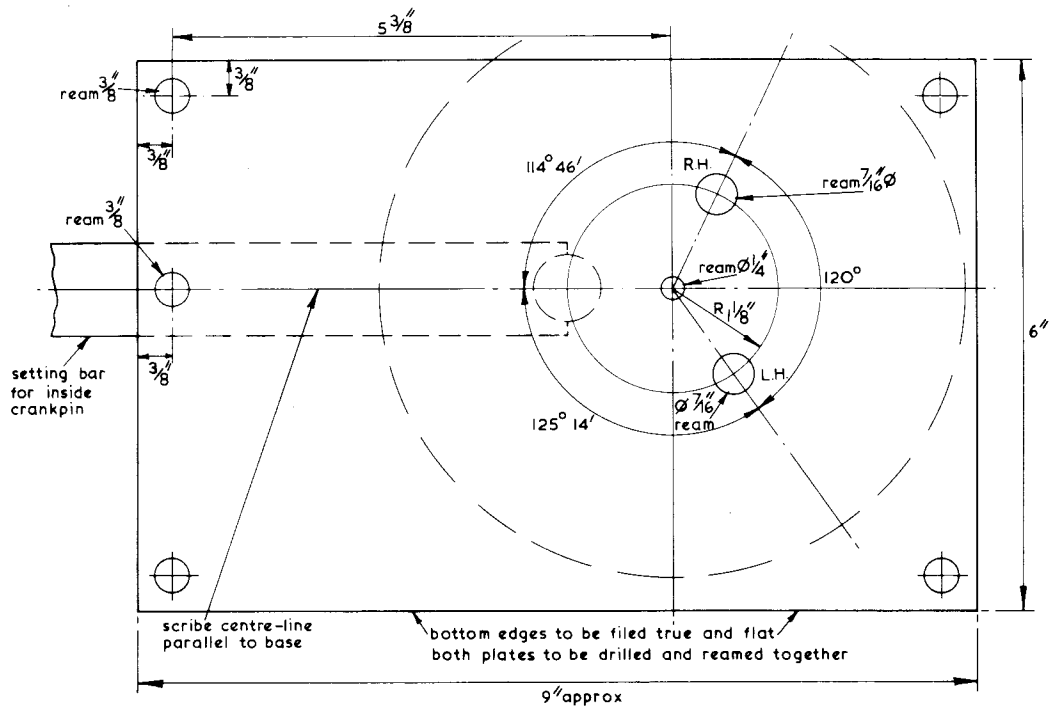 5 3/8"
3/8"
ream 3/8"
3/8"
114° 46'
R.H.
ream 7/16" Ø
ream 3/8"
ream Ø 1/4"
120°
R 1 1/8"
6"
3/8"
setting bar
for inside
crankpin
L.H.
Ø 7/16"
ream
125° 14'
scribe centre-line
parallel to base
bottom edges to be filed true and flat
both plates to be drilled and reamed together
9" approx